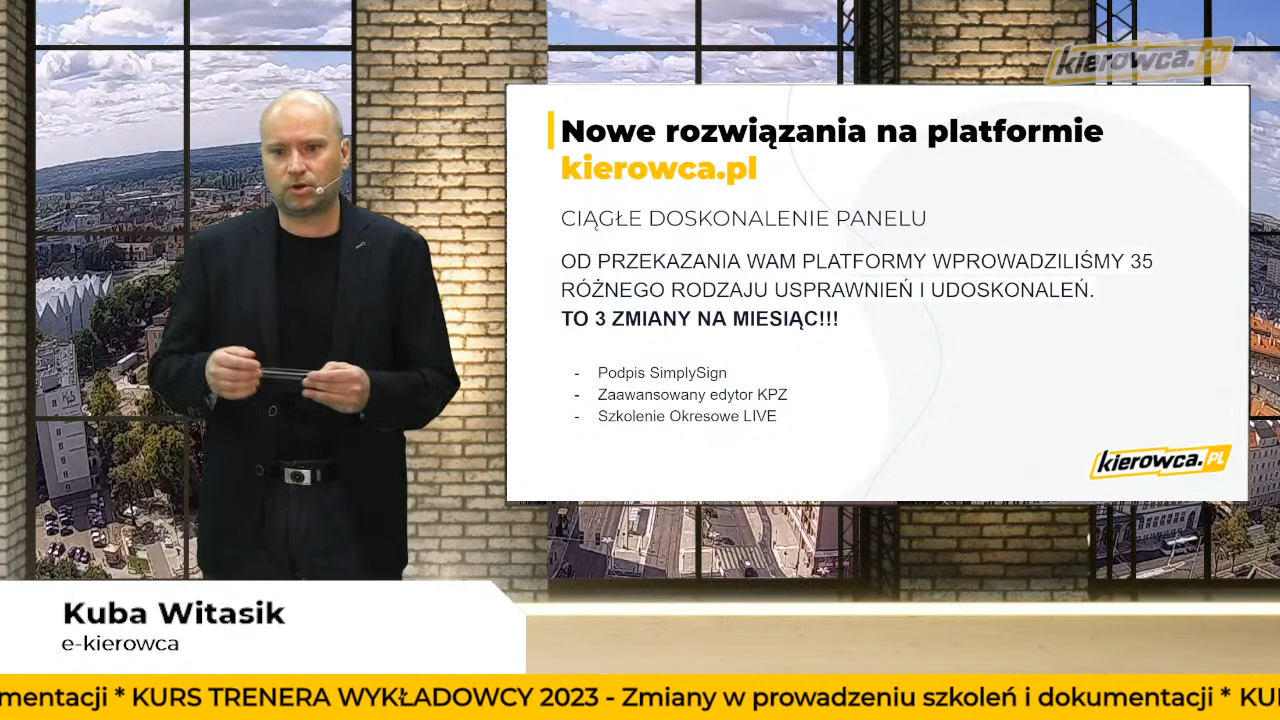 kierowca.PL
Nowe rozwiązania na platformie
kierowca.pl
CIĄGŁE DOSKONALENIE PANELU
OD PRZEKAZANIA WAM PLATFORMY WPROWADZILIŚMY 35
RÓŻNEGO RODZAJU USPRAWNIEŃ I UDOSKONALEŃ.
TO 3 ZMIANY NA MIESIĄC!!!
- Podpis SimplySign
- Zaawansowany edytor KPZ
- Szkolenie Okresowe LIVE
kierowca.PL
Kuba Witasik
e-kierowca
mentacji * KURS TRENERA WYKŁADOWCY 2023 - Zmiany w prowadzeniu szkoleń i dokumentacji * KU